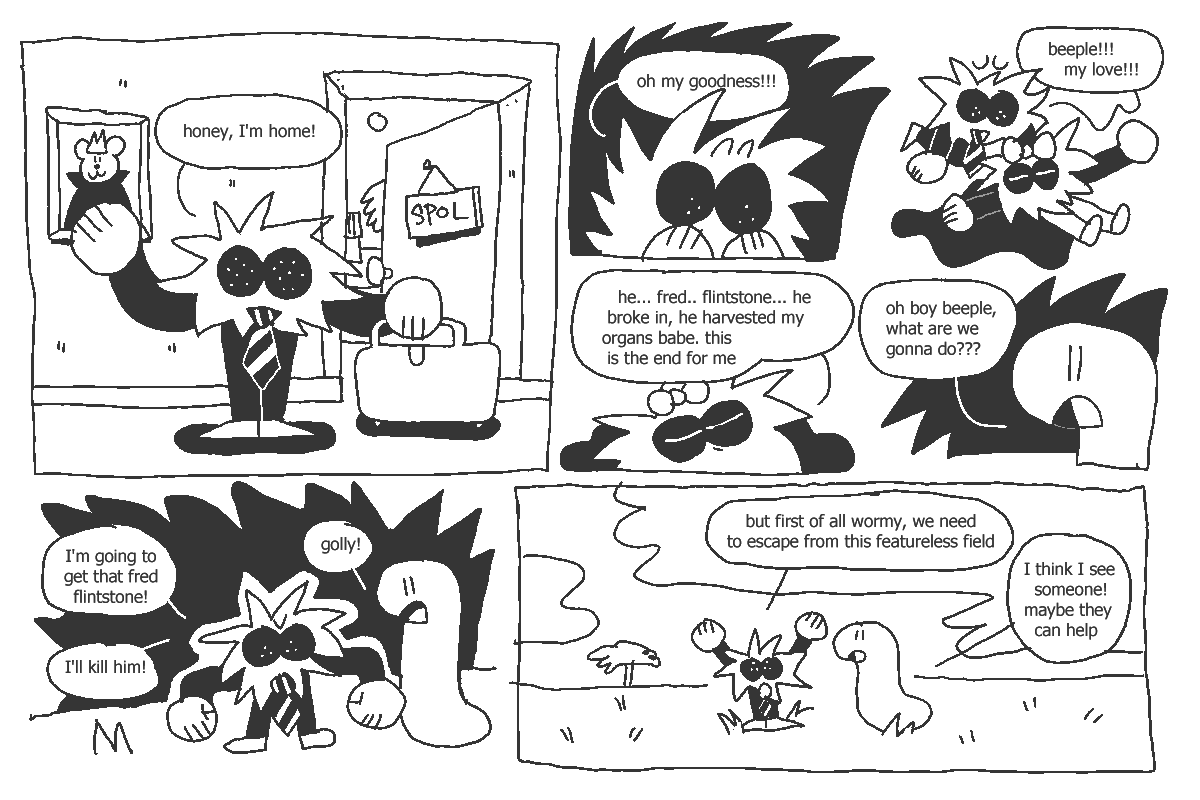 honey, I'm home!
SPOL
oh my goodness!!!
beeple!!!
my love!!!
he... fred.. flintstone... he
broke in, he harvested my
organs babe. this
is the end for me
oh boy beeple,
what are we
gonna do???
I'm going to
get that fred
flintstone!
golly!
I'll kill him!
but first of all wormy, we need
to escape from this featureless field
I think I see
someone!
maybe they
can help